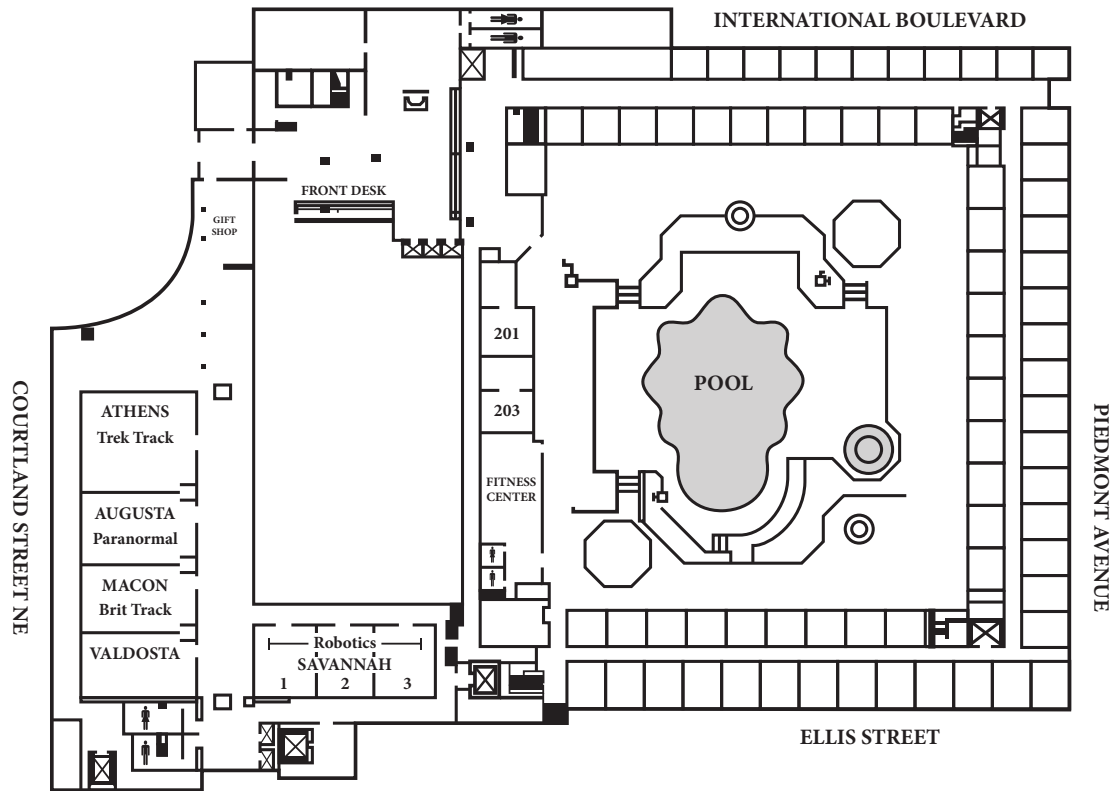 INTERNATIONAL BOULEVARD
FRONT DESK
GIFT
SHOP
201
POOL
203
ATHENS
Trek Track
FITNESS
CENTER
AUGUSTA
Paranormal
MACON
Brit Track
VALDOSTA
Robotics
SAVANNAH
1 2 3
COURTLAND STREET NE
PIEDMONT AVENUE
ELLIS STREET